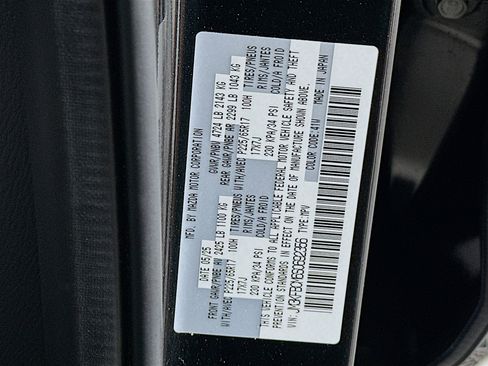 MFD. BY MAZDA MOTOR CORPORATION
DATE 05/25 GVWR/PNBV 4724 LB 2143 KG
FRONT GAWR/PNBE AV 2425 LB 1100 KG REAR GAWR/PNBE AR 2299 LB 1043 KG
WITH/AVEC TIRES/PNEUS RIMS/JANTES COLD/A FROID WITH/AVEC TIRES/PNEUS RIMS/JANTES COLD/A FROID
P225/65R17 100H P225/65R17 100H
17X7J 17X7J
230 KPA/34 PSI 230 KPA/34 PSI
THIS VEHICLE CONFORMS TO ALL APPLICABLE FEDERAL MOTOR VEHICLE SAFETY AND THEFT
PREVENTION STANDARDS IN EFFECT ON THE DATE OF MANUFACTURE SHOWN ABOVE.
VIN: TYPE:MPV COLOR CODE:41V MADE IN JAPAN